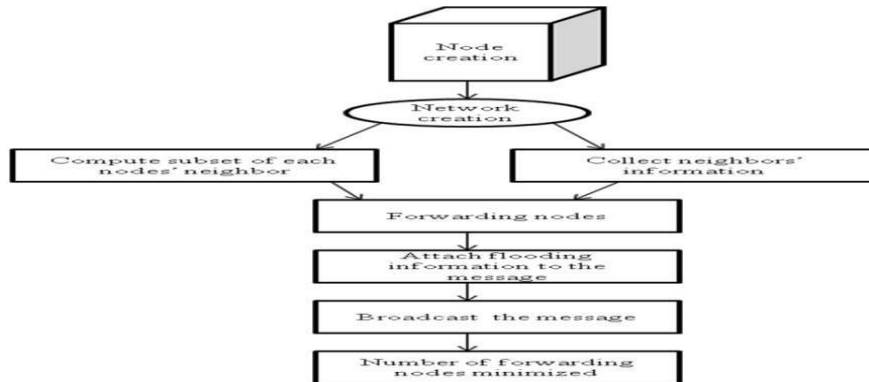 Node
creation
Network
creation
Compute subset of each
nodes' neighbor
Collect neighbors'
information
Forwarding nodes
Attach flooding
information to the
message
Broadcast the message
Number of forwarding
nodes minimized